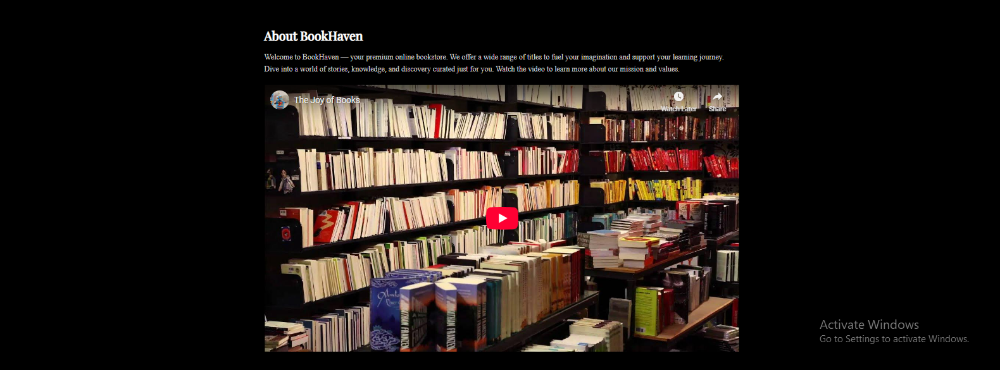 About BookHaven
Welcome to BookHaven — your premium online bookstore. We offer a wide range of titles to fuel your imagination and support your learning journey.
Dive into a world of stories, knowledge, and discovery curated just for you. Watch the video to learn more about our mission and values.
The Joy of Books
Watch Later
Share
Activate Windows
Go to Settings to activate Windows.